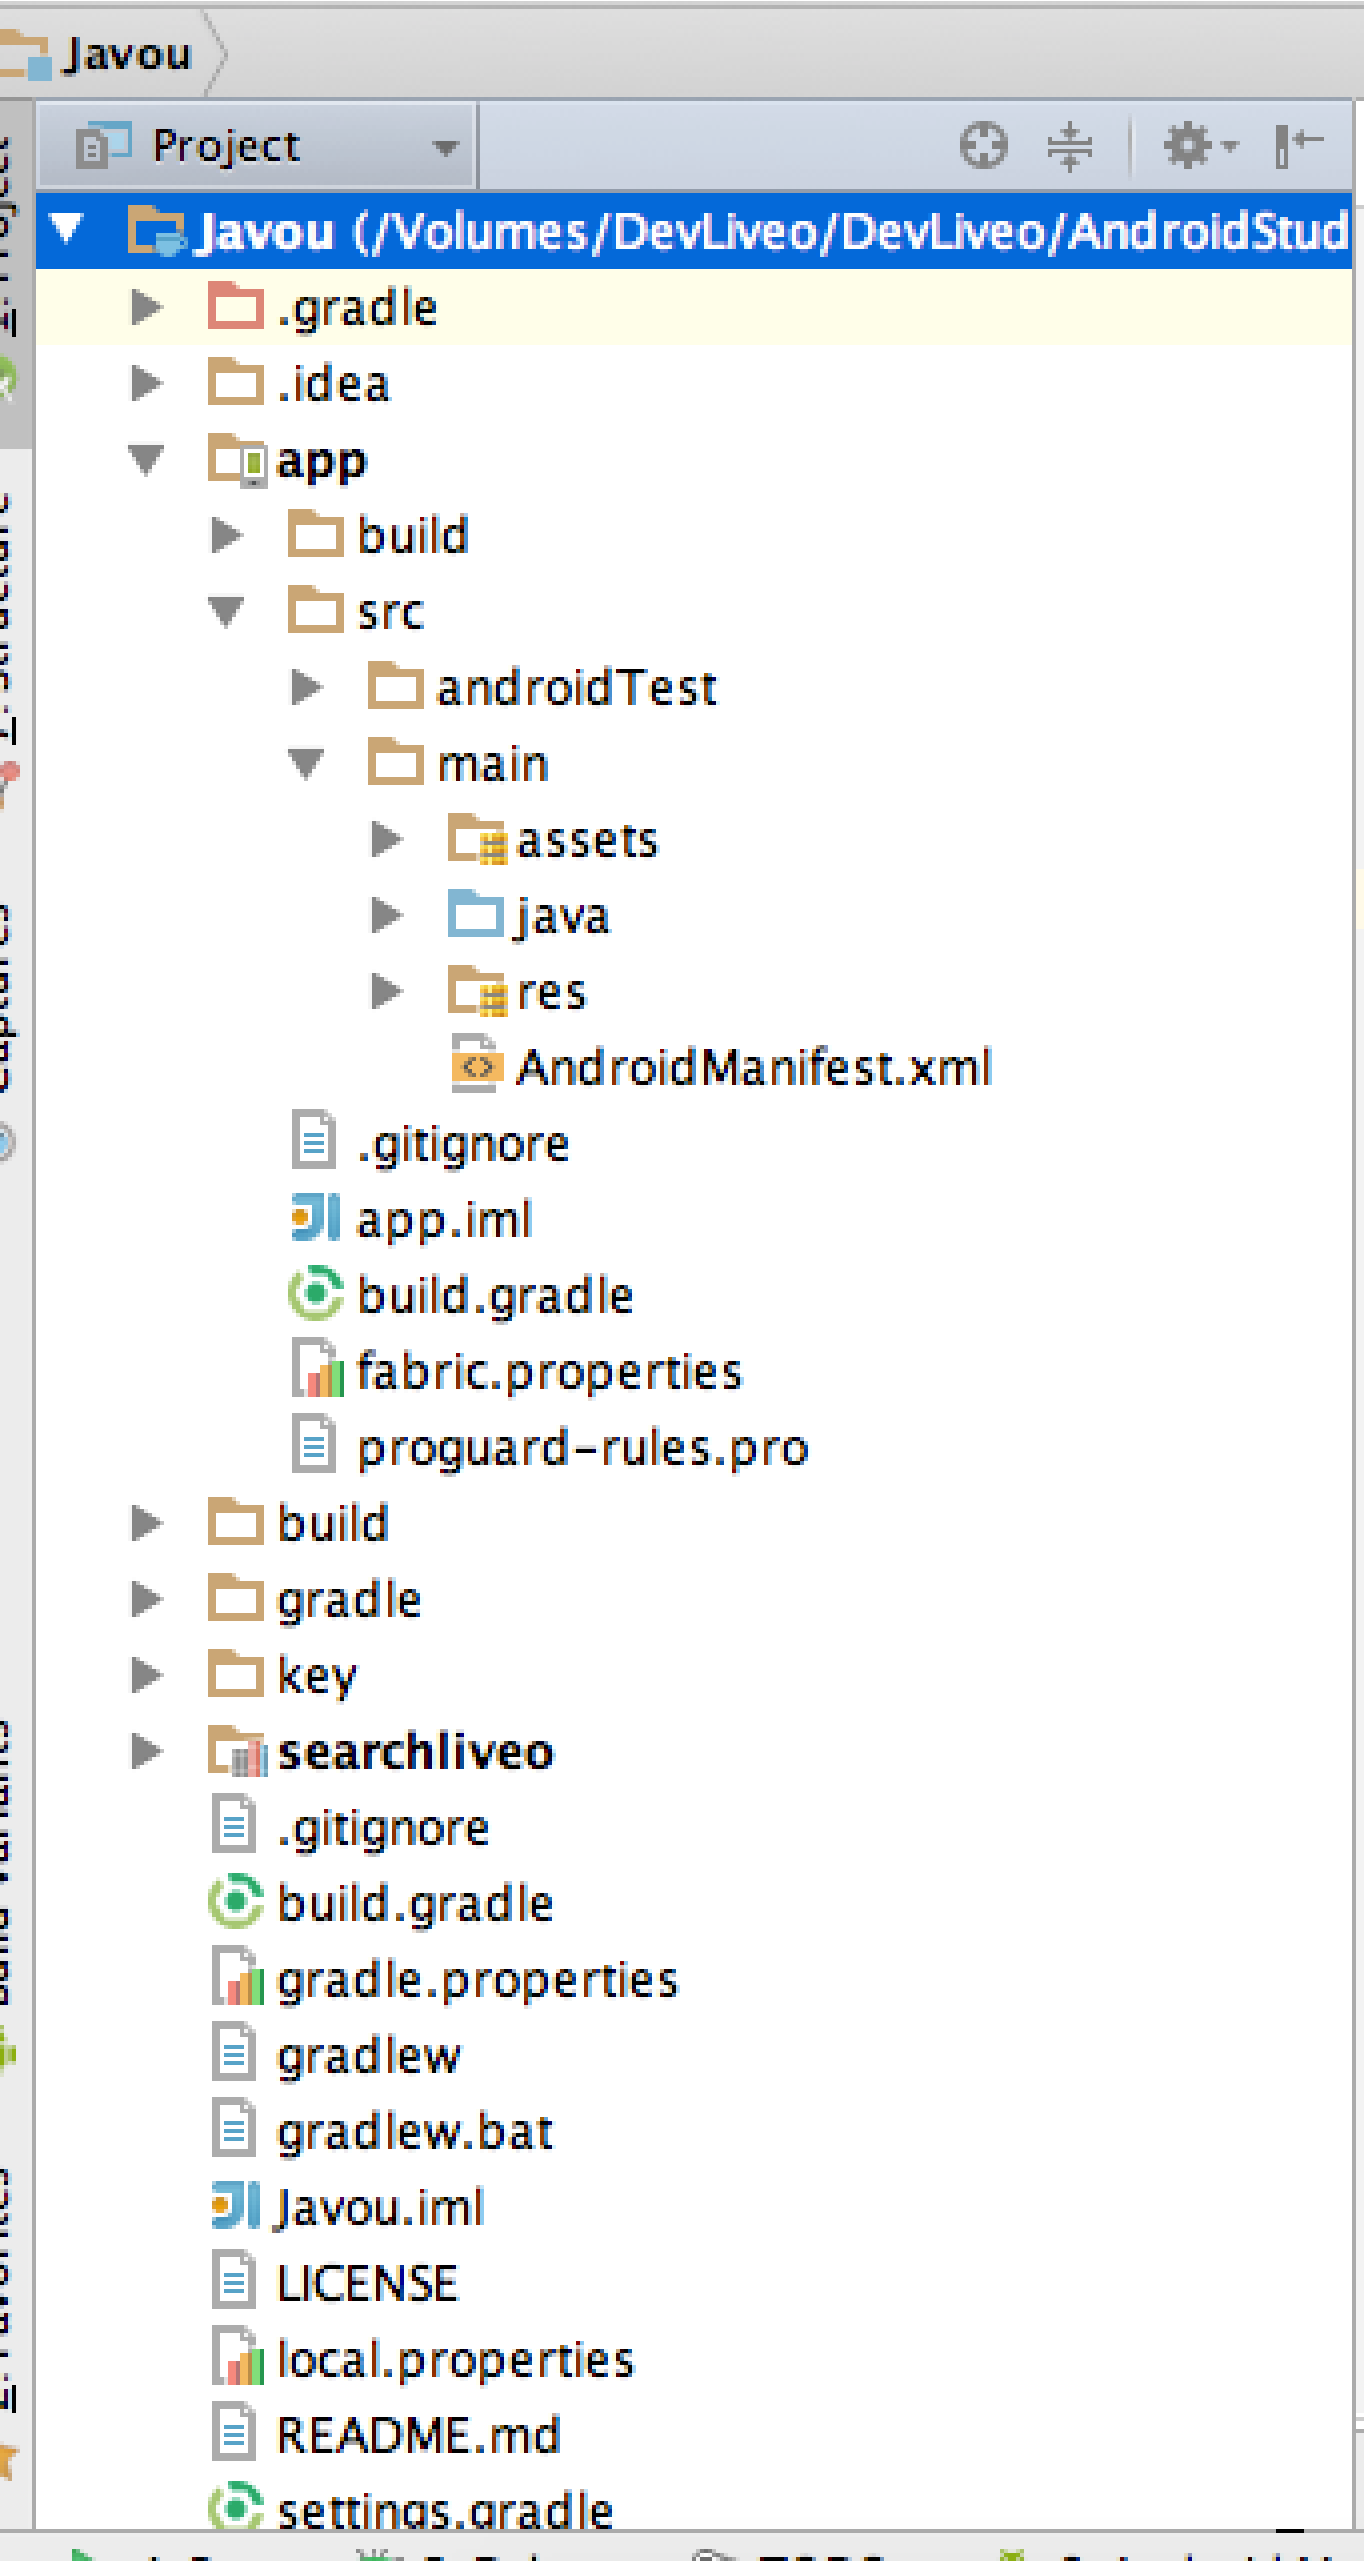 Javou
Project
Javou (/Volumes/DevLiveo/DevLiveo/AndroidStud
.gradle
.idea
app
build
src
androidTest
main
assets
java
res
AndroidManifest.xml
.gitignore
app.iml
build.gradle
fabric.properties
proguard-rules.pro
build
gradle
key
searchliveo
.gitignore
build.gradle
gradle.properties
gradlew
gradlew.bat
Javou.iml
LICENSE
local.properties
README.md
settings.gradle